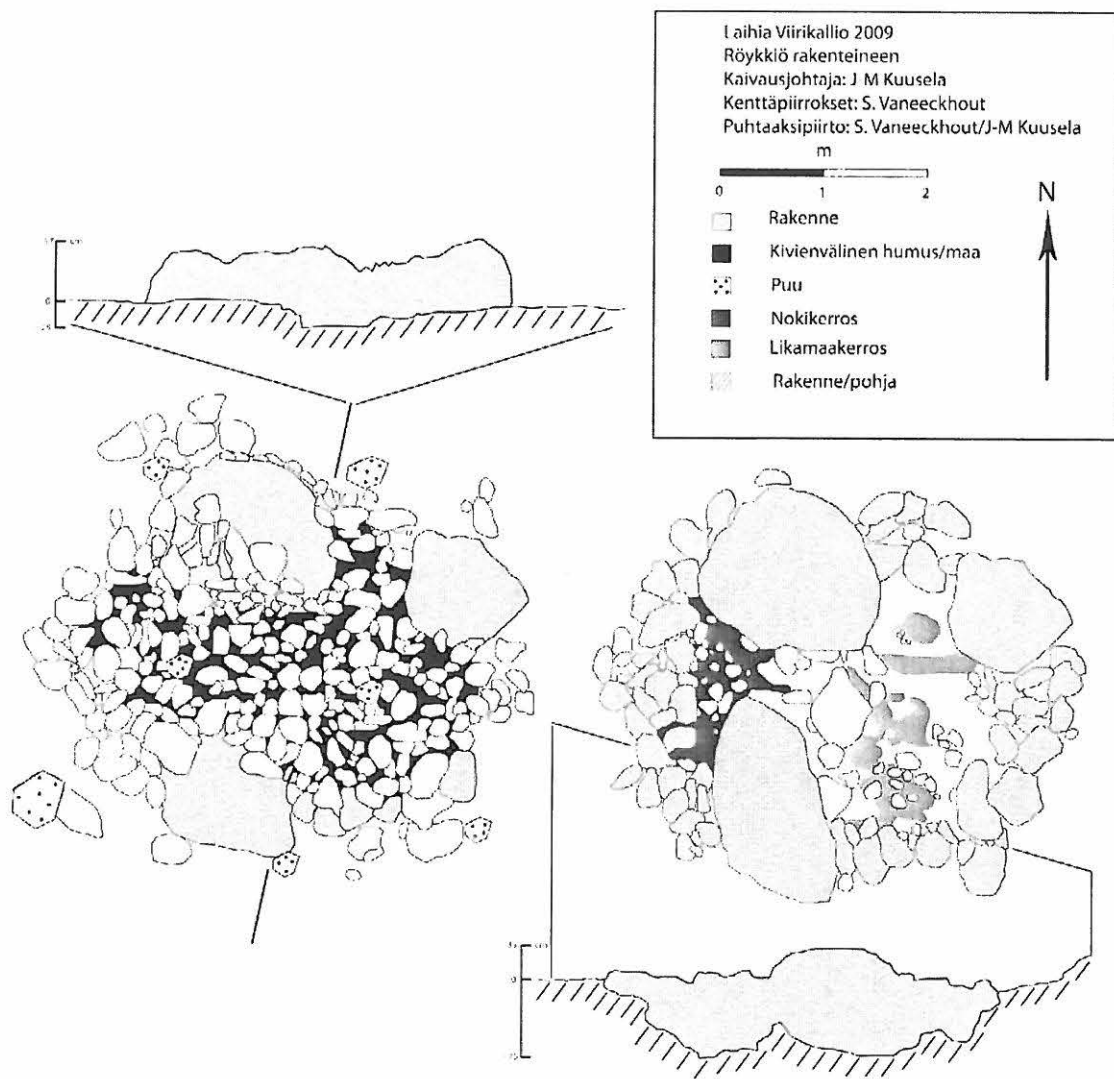 Laihia Viirikallio 2009
Röykkiö rakenteineen
Kaivausjohtaja: J M Kuusela
Kenttäpiirrokset: S. Vaneeckhout
Puhtaaksipiirto: S. Vaneeckhout/J-M Kuusela
m
0 1 2
N
Rakenne
Kivienvälinen humus/maa
Puu
Nokikerros
Likamaakerros
Rakenne/pohja
cm
0
cm
0